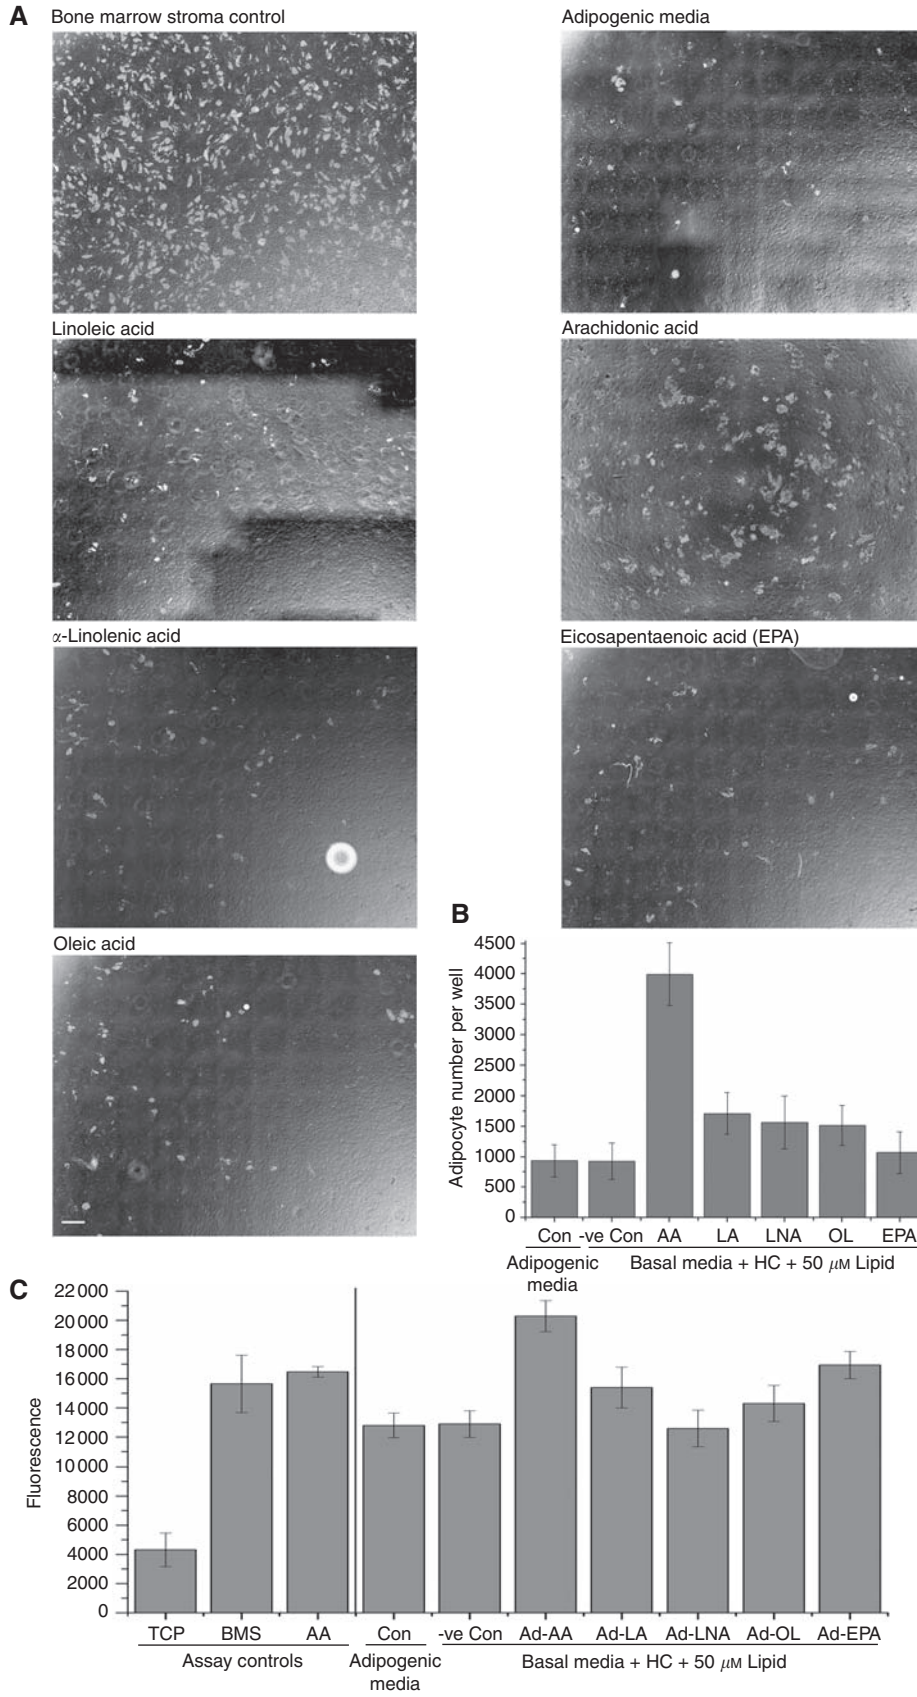 A Bone marrow stroma control
Adipogenic media
Linoleic acid
Arachidonic acid
α-Linolenic acid
Eicosapentaenoic acid (EPA)
Oleic acid
B
Adipocyte number per well
4500
4000
3500
3000
2500
2000
1500
1000
500
0
Con -ve Con AA LA LNA OL EPA
Adipogenic media
Basal media + HC + 50 μM Lipid
C
Fluorescence
22 000
20 000
18 000
16 000
14 000
12 000
10 000
8000
6000
4000
2000
0
TCP BMS AA Con -ve Con Ad-AA Ad-LA Ad-LNA Ad-OL Ad-EPA
Assay controls
Adipogenic media
Basal media + HC + 50 μM Lipid